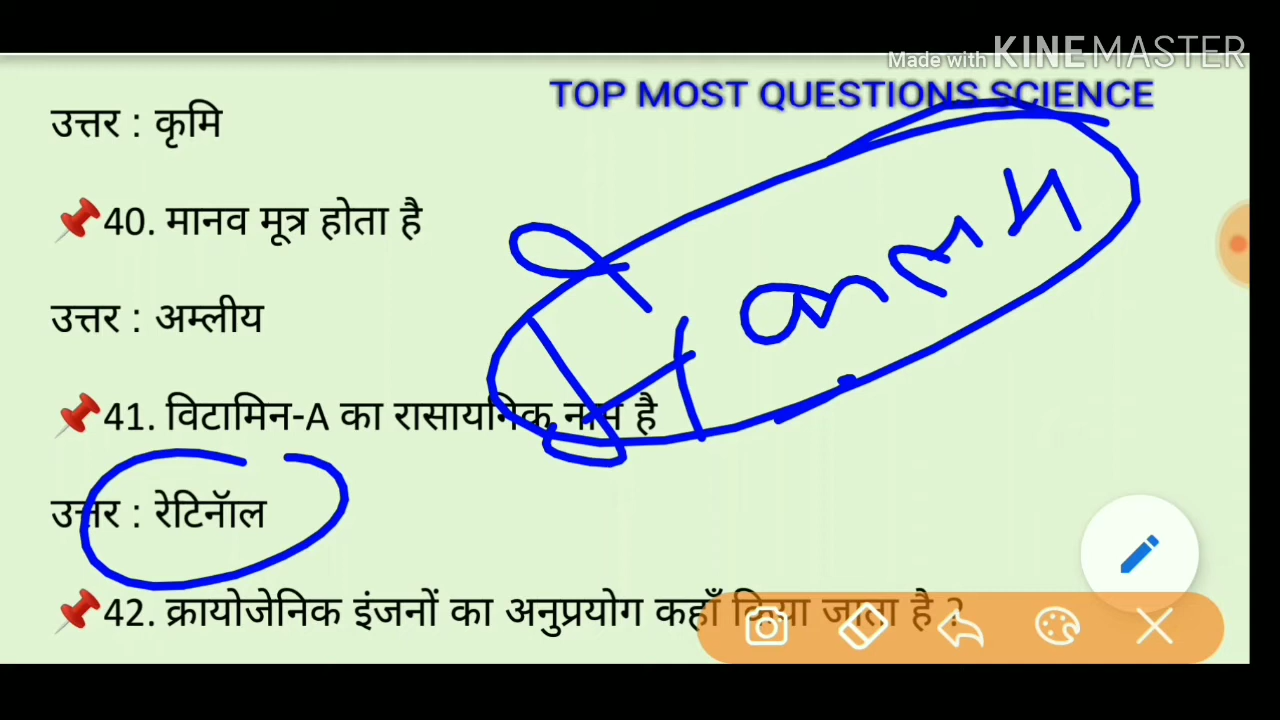 Made with KINEMASTER
TOP MOST QUESTIONS SCIENCE
उत्तर : कृमि
📌40. मानव मूत्र होता है
उत्तर : अम्लीय
📌41. विटामिन-A का रासायनिक नाम है
उत्तर : रेटिनॉल
📌42. क्रायोजेनिक इंजनों का अनुप्रयोग कहाँ किया जाता है ?